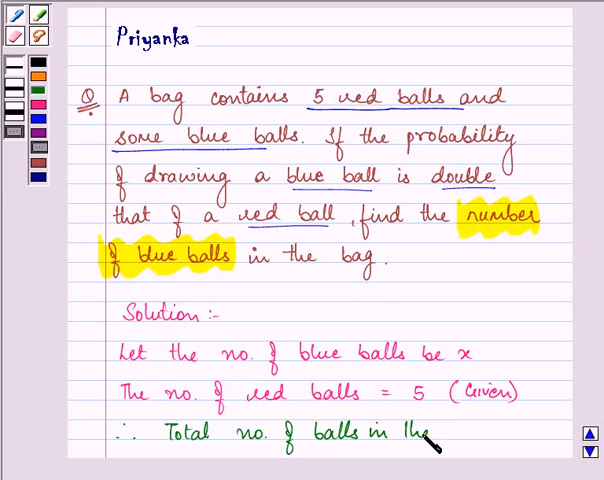 Priyanka
Q A bag contains 5 red balls and
some blue balls. If the probability
of drawing a blue ball is double
that of a red ball, find the number
of blue balls in the bag.
Solution :-
Let the no. of blue balls be x
The no. of red balls = 5 (Given)
∴ Total no. of balls in the